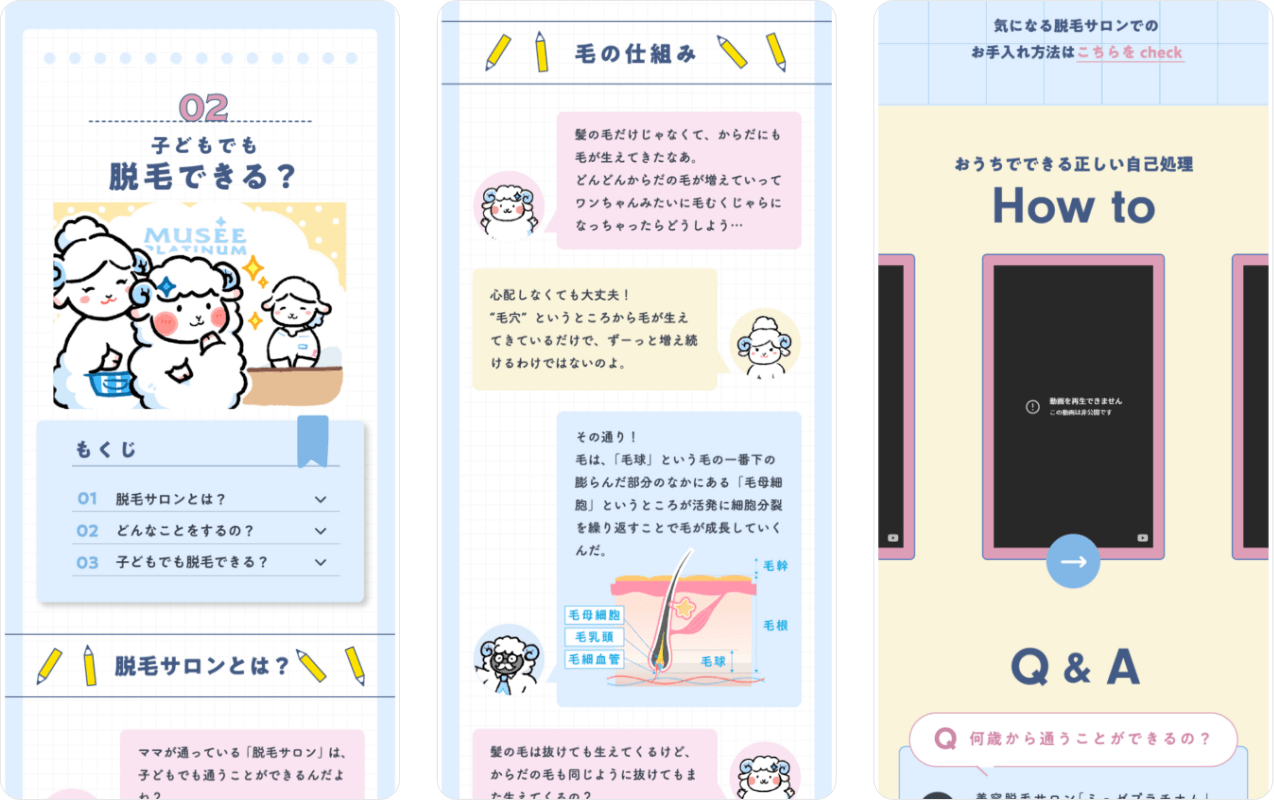 02
子どもでも
脱毛できる？
MUSÉE
PLATINUM
もくじ
01 脱毛サロンとは？
02 どんなことをするの？
03 子どもでも脱毛できる？
脱毛サロンとは？
ママが通っている「脱毛サロン」は、
子どもでも通うことができるんだよ
ね？
毛の仕組み
髪の毛だけじゃなくて、からだにも
毛が生えてきたなあ。
どんどんからだの毛が増えていって
ワンちゃんみたいに毛むくじゃらに
なっちゃったらどうしよう…
心配しなくても大丈夫！
“毛穴” というところから毛が生え
てきているだけで、ずーっと増え続
けるわけではないのよ。
その通り！
毛は、「毛球」という毛の一番下の
膨らんだ部分のなかにある「毛母細
胞」というところが活発に細胞分裂
を繰り返すことで毛が成長していく
んだ。
毛幹
毛母細胞
毛乳頭
毛細血管
毛根
毛球
髪の毛は抜けても生えてくるけど、
からだの毛も同じように抜けてもま
た生えてくるの？
気になる脱毛サロンでの
お手入れ方法はこちらを check
おうちでできる正しい自己処理
How to
動画を再生できません
この動画は非公開です
Q & A
Q 何歳から通うことができるの？
美容脱毛サロン「ミュゼプラチナム」